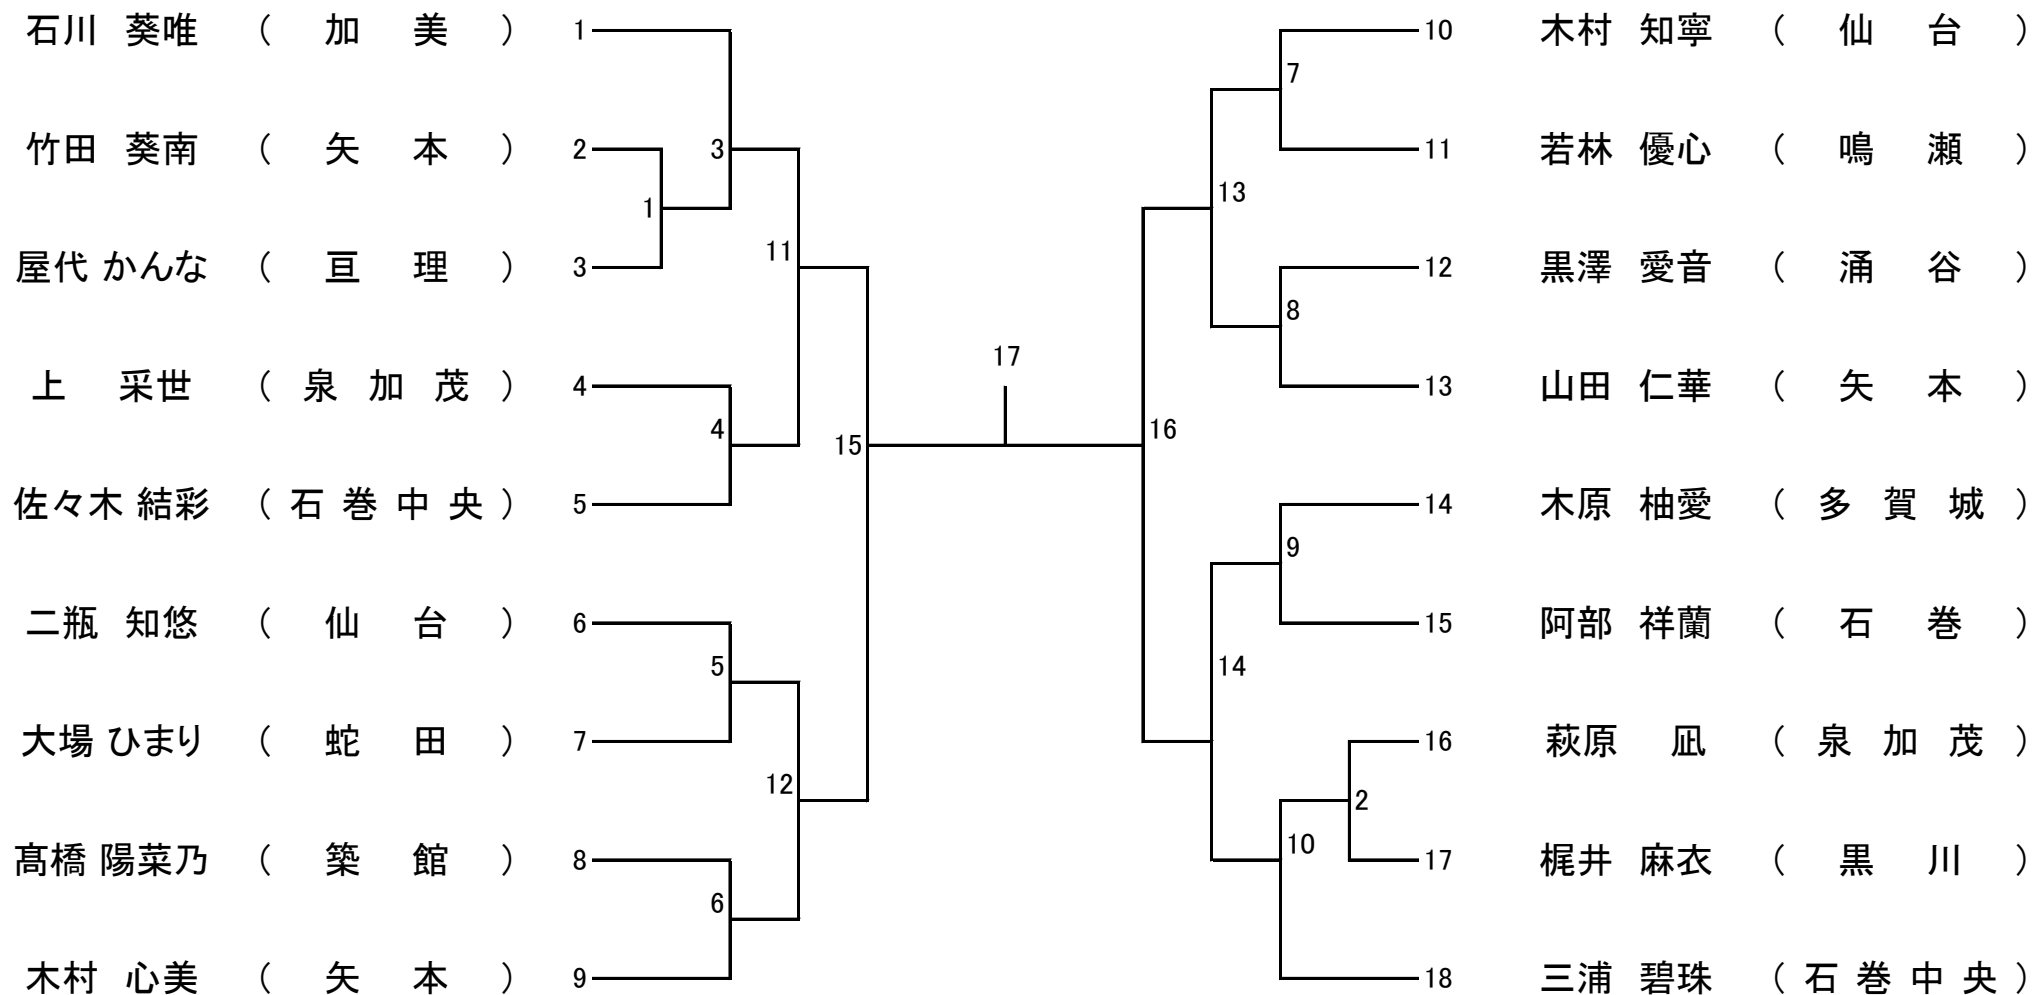 石川 葵唯 ( 加 美 ) 1 10 木村 知寧 ( 仙 台 )
7
竹田 葵南 ( 矢 本 ) 2 3 11 若林 優心 ( 鳴 瀬 )
13
1
屋代 かんな ( 亘 理 ) 3 11 12 黒澤 愛音 ( 涌 谷 )
8
17
上 采世 ( 泉 加 茂 ) 4 13 山田 仁華 ( 矢 本 )
4 15 16
佐々木 結彩 ( 石 巻 中 央 ) 5 14 木原 柚愛 ( 多 賀 城 )
9
二瓶 知悠 ( 仙 台 ) 6 15 阿部 祥蘭 ( 石 巻 )
5 14
大場 ひまり ( 蛇 田 ) 7 16 萩原 凪 ( 泉 加 茂 )
12 2
髙橋 陽菜乃 ( 築 館 ) 8 10 17 梶井 麻衣 ( 黒 川 )
6
木村 心美 ( 矢 本 ) 9 18 三浦 碧珠 ( 石 巻 中 央 )